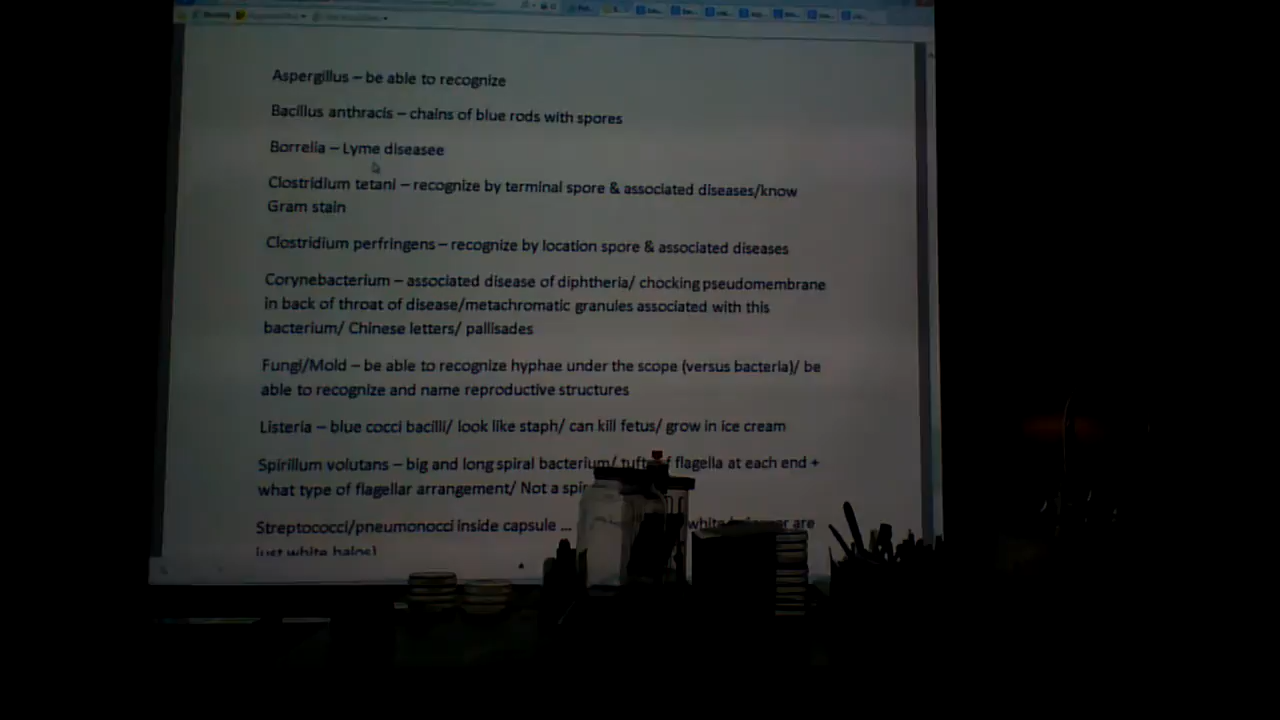 Aspergillus – be able to recognize
Bacillus anthracis – chains of blue rods with spores
Borrelia – Lyme diseasee
Clostridium tetani – recognize by terminal spore & associated diseases/know
Gram stain
Clostridium perfringens – recognize by location spore & associated diseases
Corynebacterium – associated disease of diphtheria/ chocking pseudomembrane
in back of throat of disease/metachromatic granules associated with this
bacterium/ Chinese letters/ pallisades
Fungi/Mold – be able to recognize hyphae under the scope (versus bacteria)/ be
able to recognize and name reproductive structures
Listeria – blue cocci bacilli/ look like staph/ can kill fetus/ grow in ice cream
Spirillum volutans – big and long spiral bacterium/ flagella at each end +
what type of flagellar arrangement/ Not a
Streptococci/pneumonocci inside capsule ... white are
just white halos)